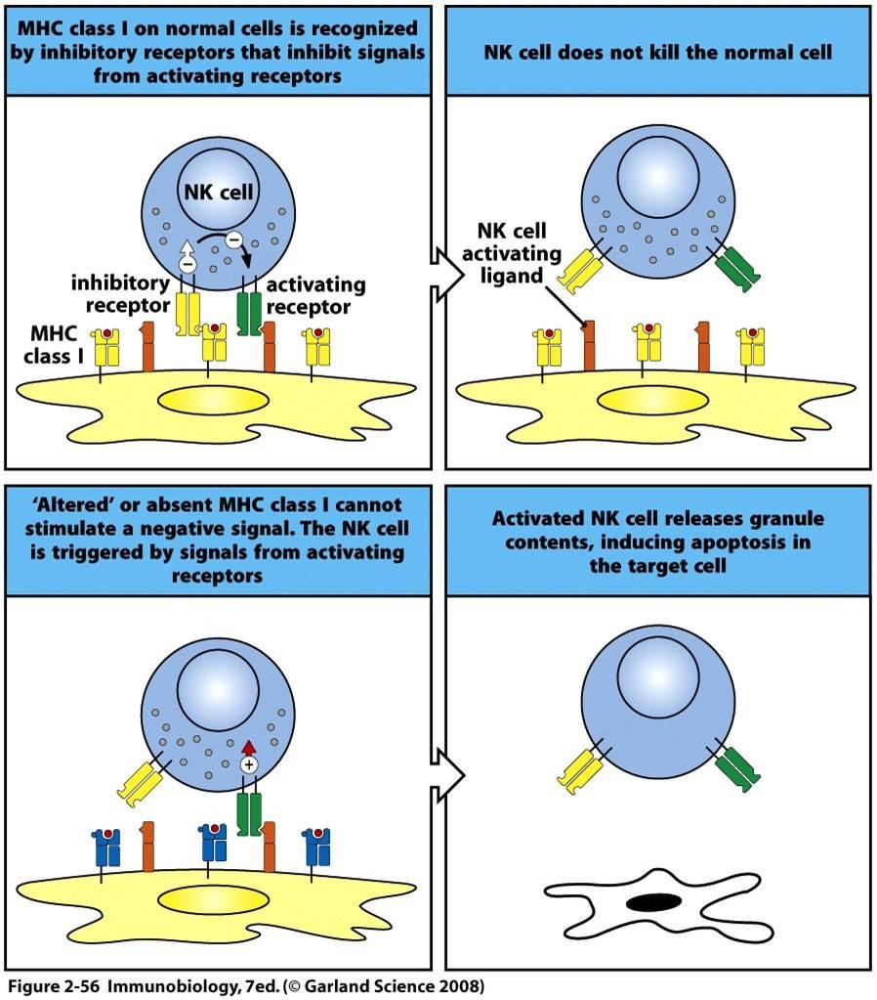 MHC class I on normal cells is recognized
by inhibitory receptors that inhibit signals
from activating receptors
NK cell does not kill the normal cell
NK cell
−
−
inhibitory
receptor
activating
receptor
MHC
class I
NK cell
activating
ligand
‘Altered’ or absent MHC class I cannot
stimulate a negative signal. The NK cell
is triggered by signals from activating
receptors
Activated NK cell releases granule
contents, inducing apoptosis in
the target cell
+
Figure 2-56 Immunobiology, 7ed. (© Garland Science 2008)